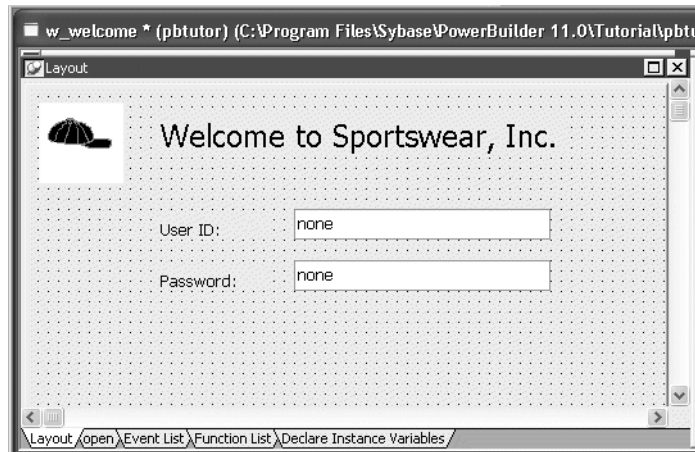 w_welcome * (pbtutor) (C:\Program Files\Sybase\PowerBuilder 11.0\Tutorial\pbtu
Layout
Welcome to Sportswear, Inc.
User ID: none
Password: none
Layout open Event List Function List Declare Instance Variables